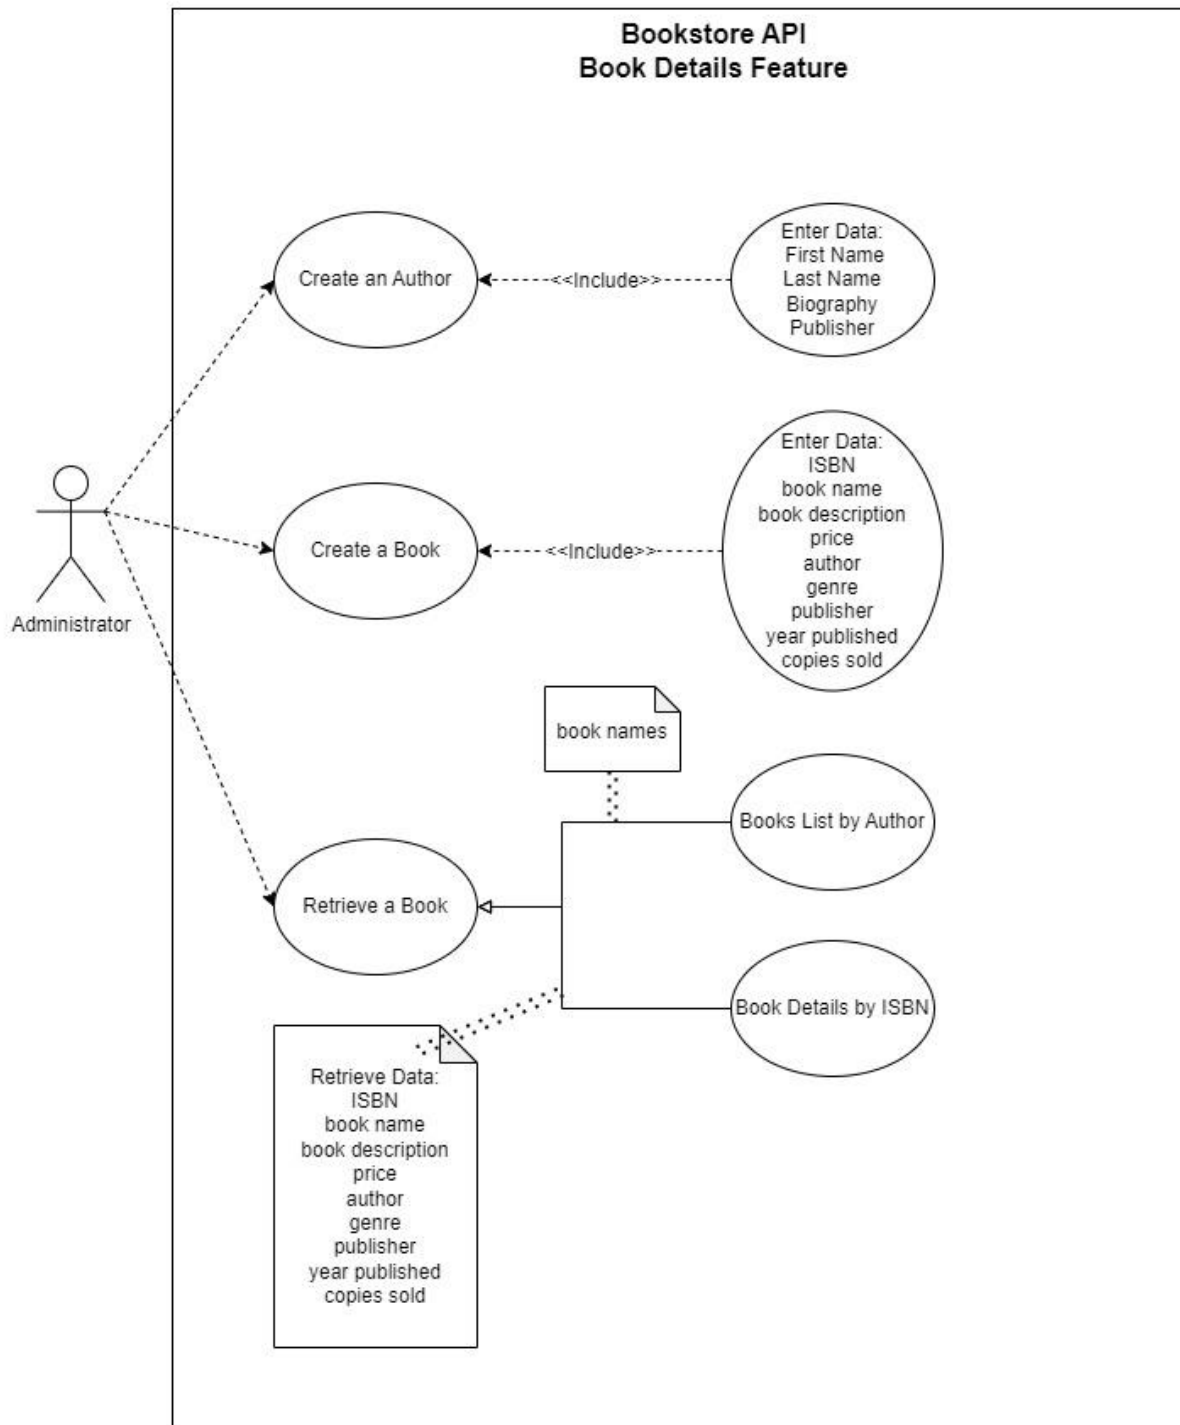 Bookstore API
Book Details Feature
Create an Author
<<Include>>
Enter Data:
First Name
Last Name
Biography
Publisher
Administrator
Create a Book
<<Include>>
Enter Data:
ISBN
book name
book description
price
author
genre
publisher
year published
copies sold
book names
Books List by Author
Retrieve a Book
Book Details by ISBN
Retrieve Data:
ISBN
book name
book description
price
author
genre
publisher
year published
copies sold